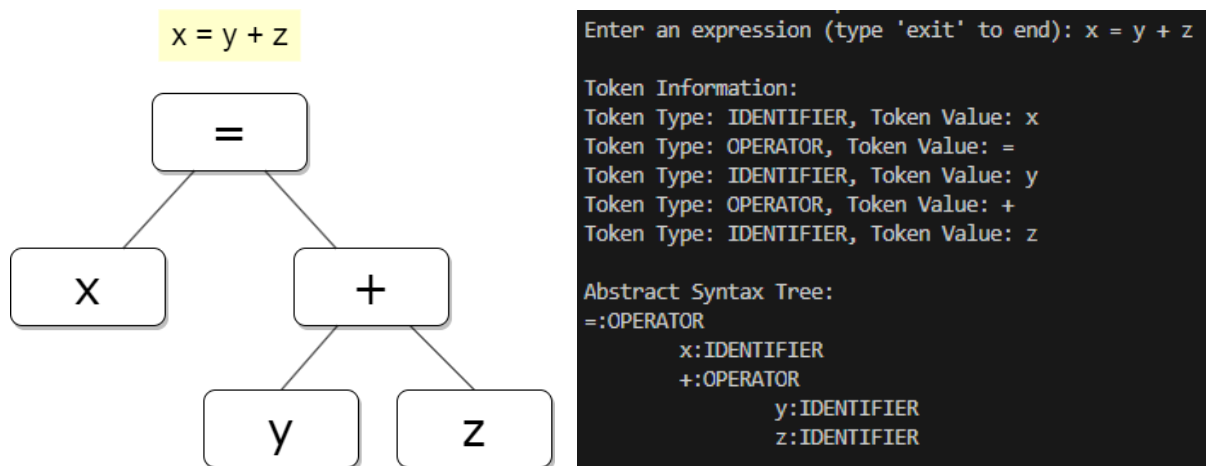 x = y + z
=
x
+
y
z
Enter an expression (type 'exit' to end): x = y + z
Token Information:
Token Type: IDENTIFIER, Token Value: x
Token Type: OPERATOR, Token Value: =
Token Type: IDENTIFIER, Token Value: y
Token Type: OPERATOR, Token Value: +
Token Type: IDENTIFIER, Token Value: z
Abstract Syntax Tree:
=:OPERATOR
x:IDENTIFIER
+:OPERATOR
y:IDENTIFIER
z:IDENTIFIER